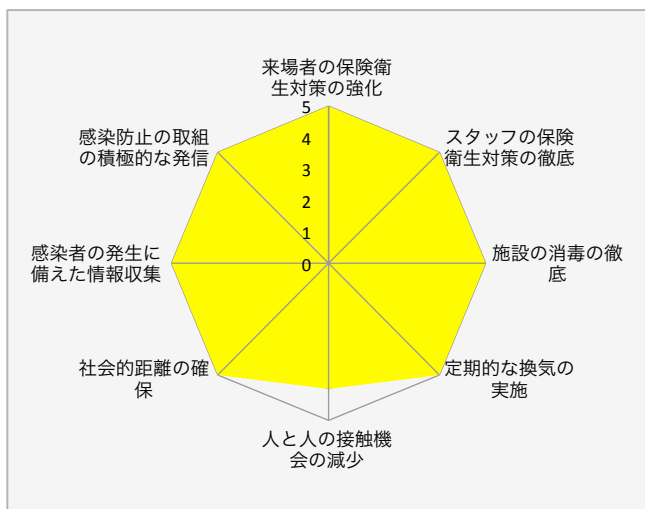 来場者の保険衛
生対策の強化
スタッフの保険
衛生対策の徹底
施設の消毒の徹
底
定期的な換気の
実施
人と人の接触機
会の減少
社会的距離の確
保
感染者の発生に
備えた情報収集
感染防止の取組
の積極的な発信
5
4
3
2
1
0